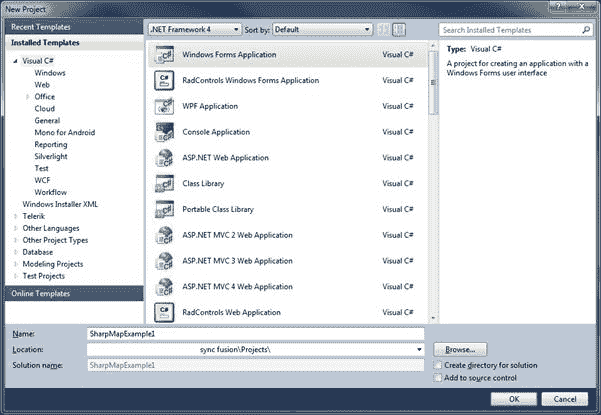 New Project
Recent Templates
Installed Templates
Visual C#
Windows
Web
Office
Cloud
General
Mono for Android
Reporting
Silverlight
Test
WCF
Workflow
Windows Installer XML
Telerik
Other Languages
Other Project Types
Database
Modeling Projects
Test Projects
Online Templates
.NET Framework 4 Sort by: Default
Windows Forms Application Visual C#
RadControls Windows Forms Application Visual C#
WPF Application Visual C#
Console Application Visual C#
ASP.NET Web Application Visual C#
Class Library Visual C#
Portable Class Library Visual C#
ASP.NET MVC 2 Web Application Visual C#
ASP.NET MVC 3 Web Application Visual C#
ASP.NET MVC 4 Web Application Visual C#
RadControls Web Application Visual C#
Search Installed Templates
Type: Visual C#
A project for creating an application with a
Windows Forms user interface
Name: SharpMapExample1
Location: sync fusion\Projects\ Browse...
Solution name: SharpMapExample1
Create directory for solution
Add to source control
OK Cancel